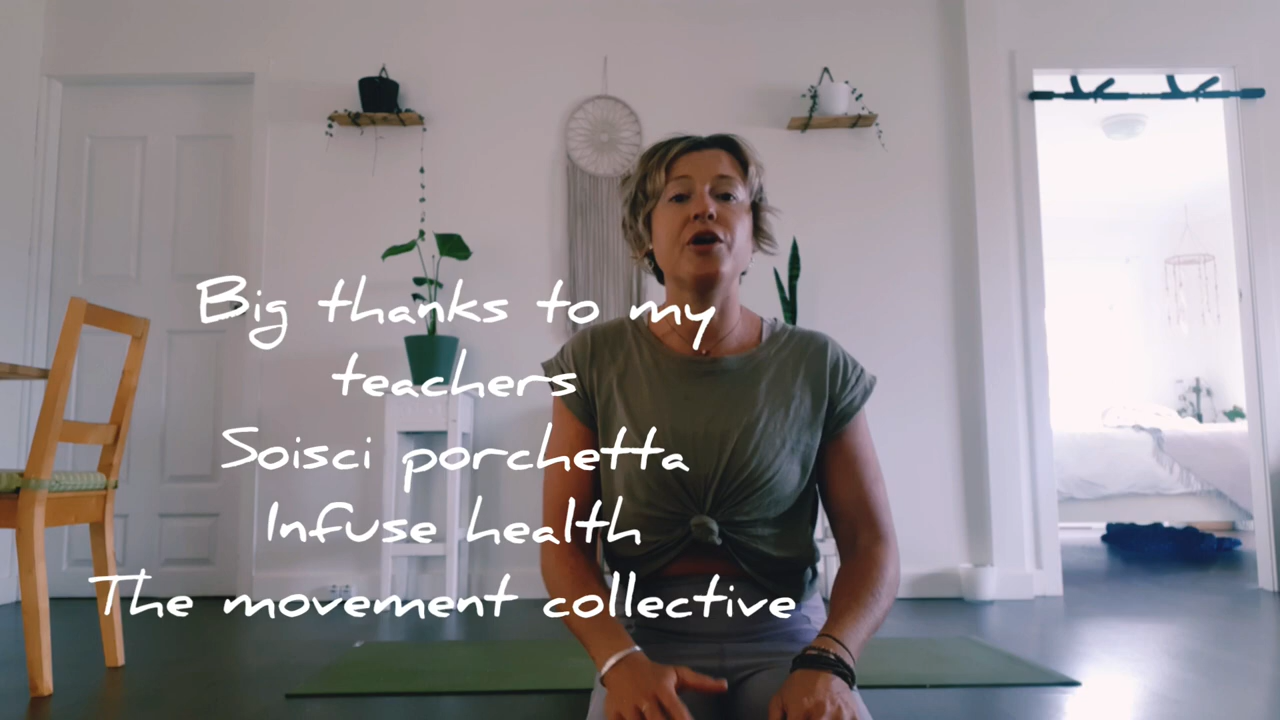 Big thanks to my
teachers
Soisci porchetta
Infuse health
The movement collective